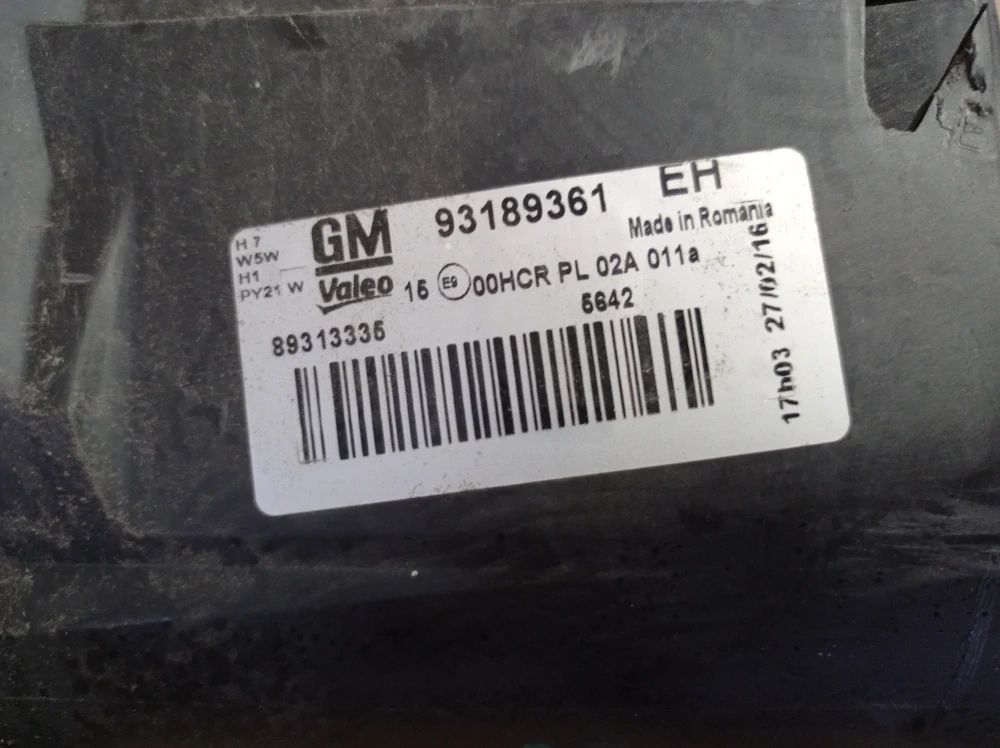 H7
W5W
H1
PY21 W
GM
Valeo
93189361
EH
Made in Romania
15 E9 00HCR PL 02A 011a
5642
89313335
17h03 27/02/16